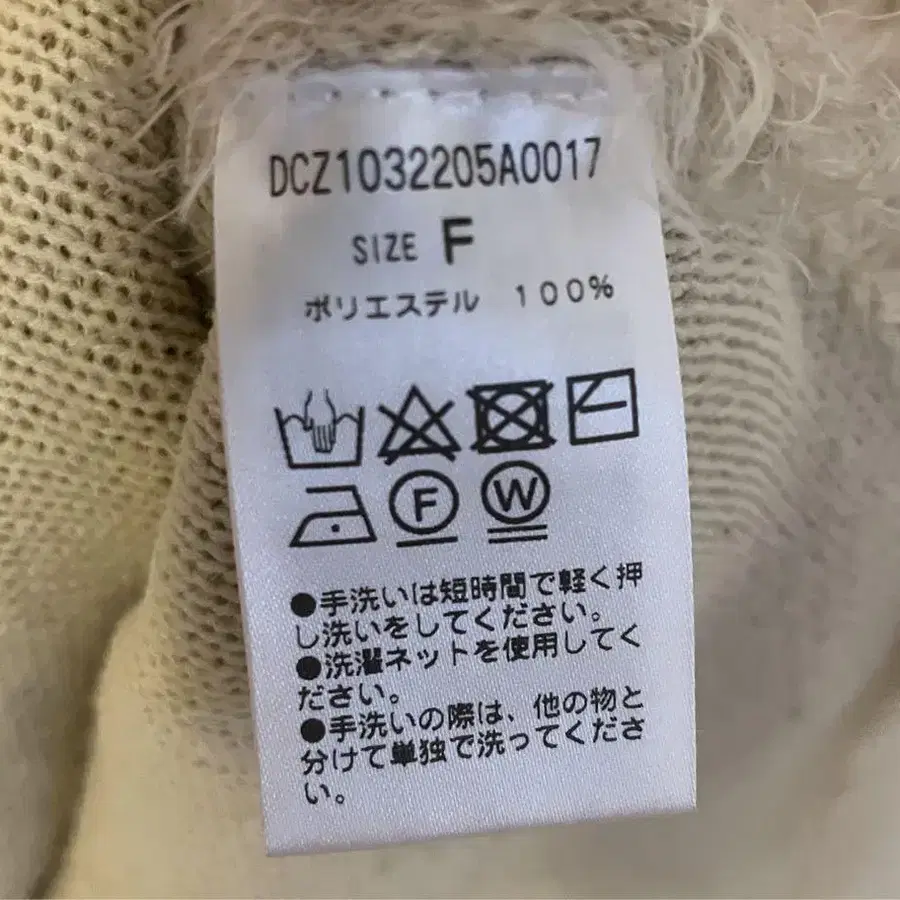 DCZ1032205A0017
SIZE F
ポリエステル 100%
F W
●手洗いは短時間で軽く押
し洗いをしてください。
●洗濯ネットを使用してく
ださい。
●手洗いの際は、他の物と
分けて単独で洗ってくださ
い。